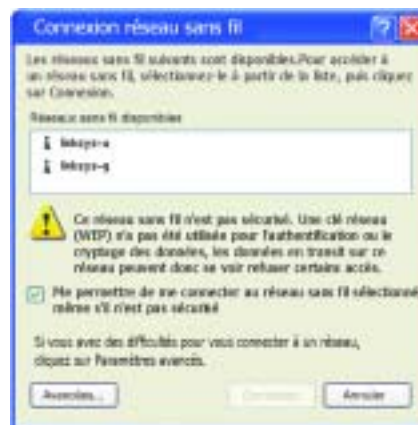 Connexion réseau sans fil
Les réseaux sans fil suivants sont disponibles.Pour accéder à
un réseau sans fil, sélectionnez-le à partir de la liste, puis cliquez
sur Connexion.
Réseaux sans fil disponibles
linksys-a
linksys-g
Ce réseau sans fil n'est pas sécurisé. Une clé réseau
(WEP) n'a pas été utilisée pour l'authentification ou le
cryptage des données, les données en transit sur ce
réseau peuvent donc se voir refuser certains accès.
Me permettre de me connecter au réseau sans fil sélectionné
même s'il n'est pas sécurisé
Si vous avez des difficultés pour vous connecter à un réseau,
cliquez sur Paramètres avancés.
Avancées...
Connexion
Annuler